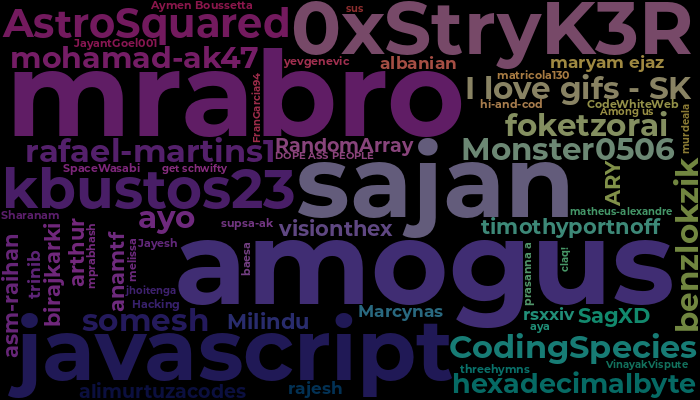 Aymen Boussetta
sus
AstroSquared
0xStryK3R
JayantGoel001
mohamad-ak47
yevgenevic
albanian
maryam ejaz
matricola130
mrabro
FranGarcia94
I love gifs - SK
hi-and-cod
CodeWhiteWeb
Among us
murdeala
foketzorai
rafael-martins1
RandomArray
DOPE ASS PEOPLE
Monster0506
SpaceWasabi
get schwifty
kbustos23
sajan
ARY
benzlokzik
Sharanam
ayo
supsa-ak
visionthex
matheus-alexandre
timothyportnoff
asm-raihan
trinib
birajkarki
arthur
mprabhash
anamtf
melissa
Jayesh
baesa
amogus
prasanna a
claq!
jhoitenga
Hacking
Marcynas
rsxxiv
SagXD
aya
somesh
Milindu
javascript
CodingSpecies
VinayakVispute
threehymns
alimurtuzacodes
rajesh
hexadecimalbyte